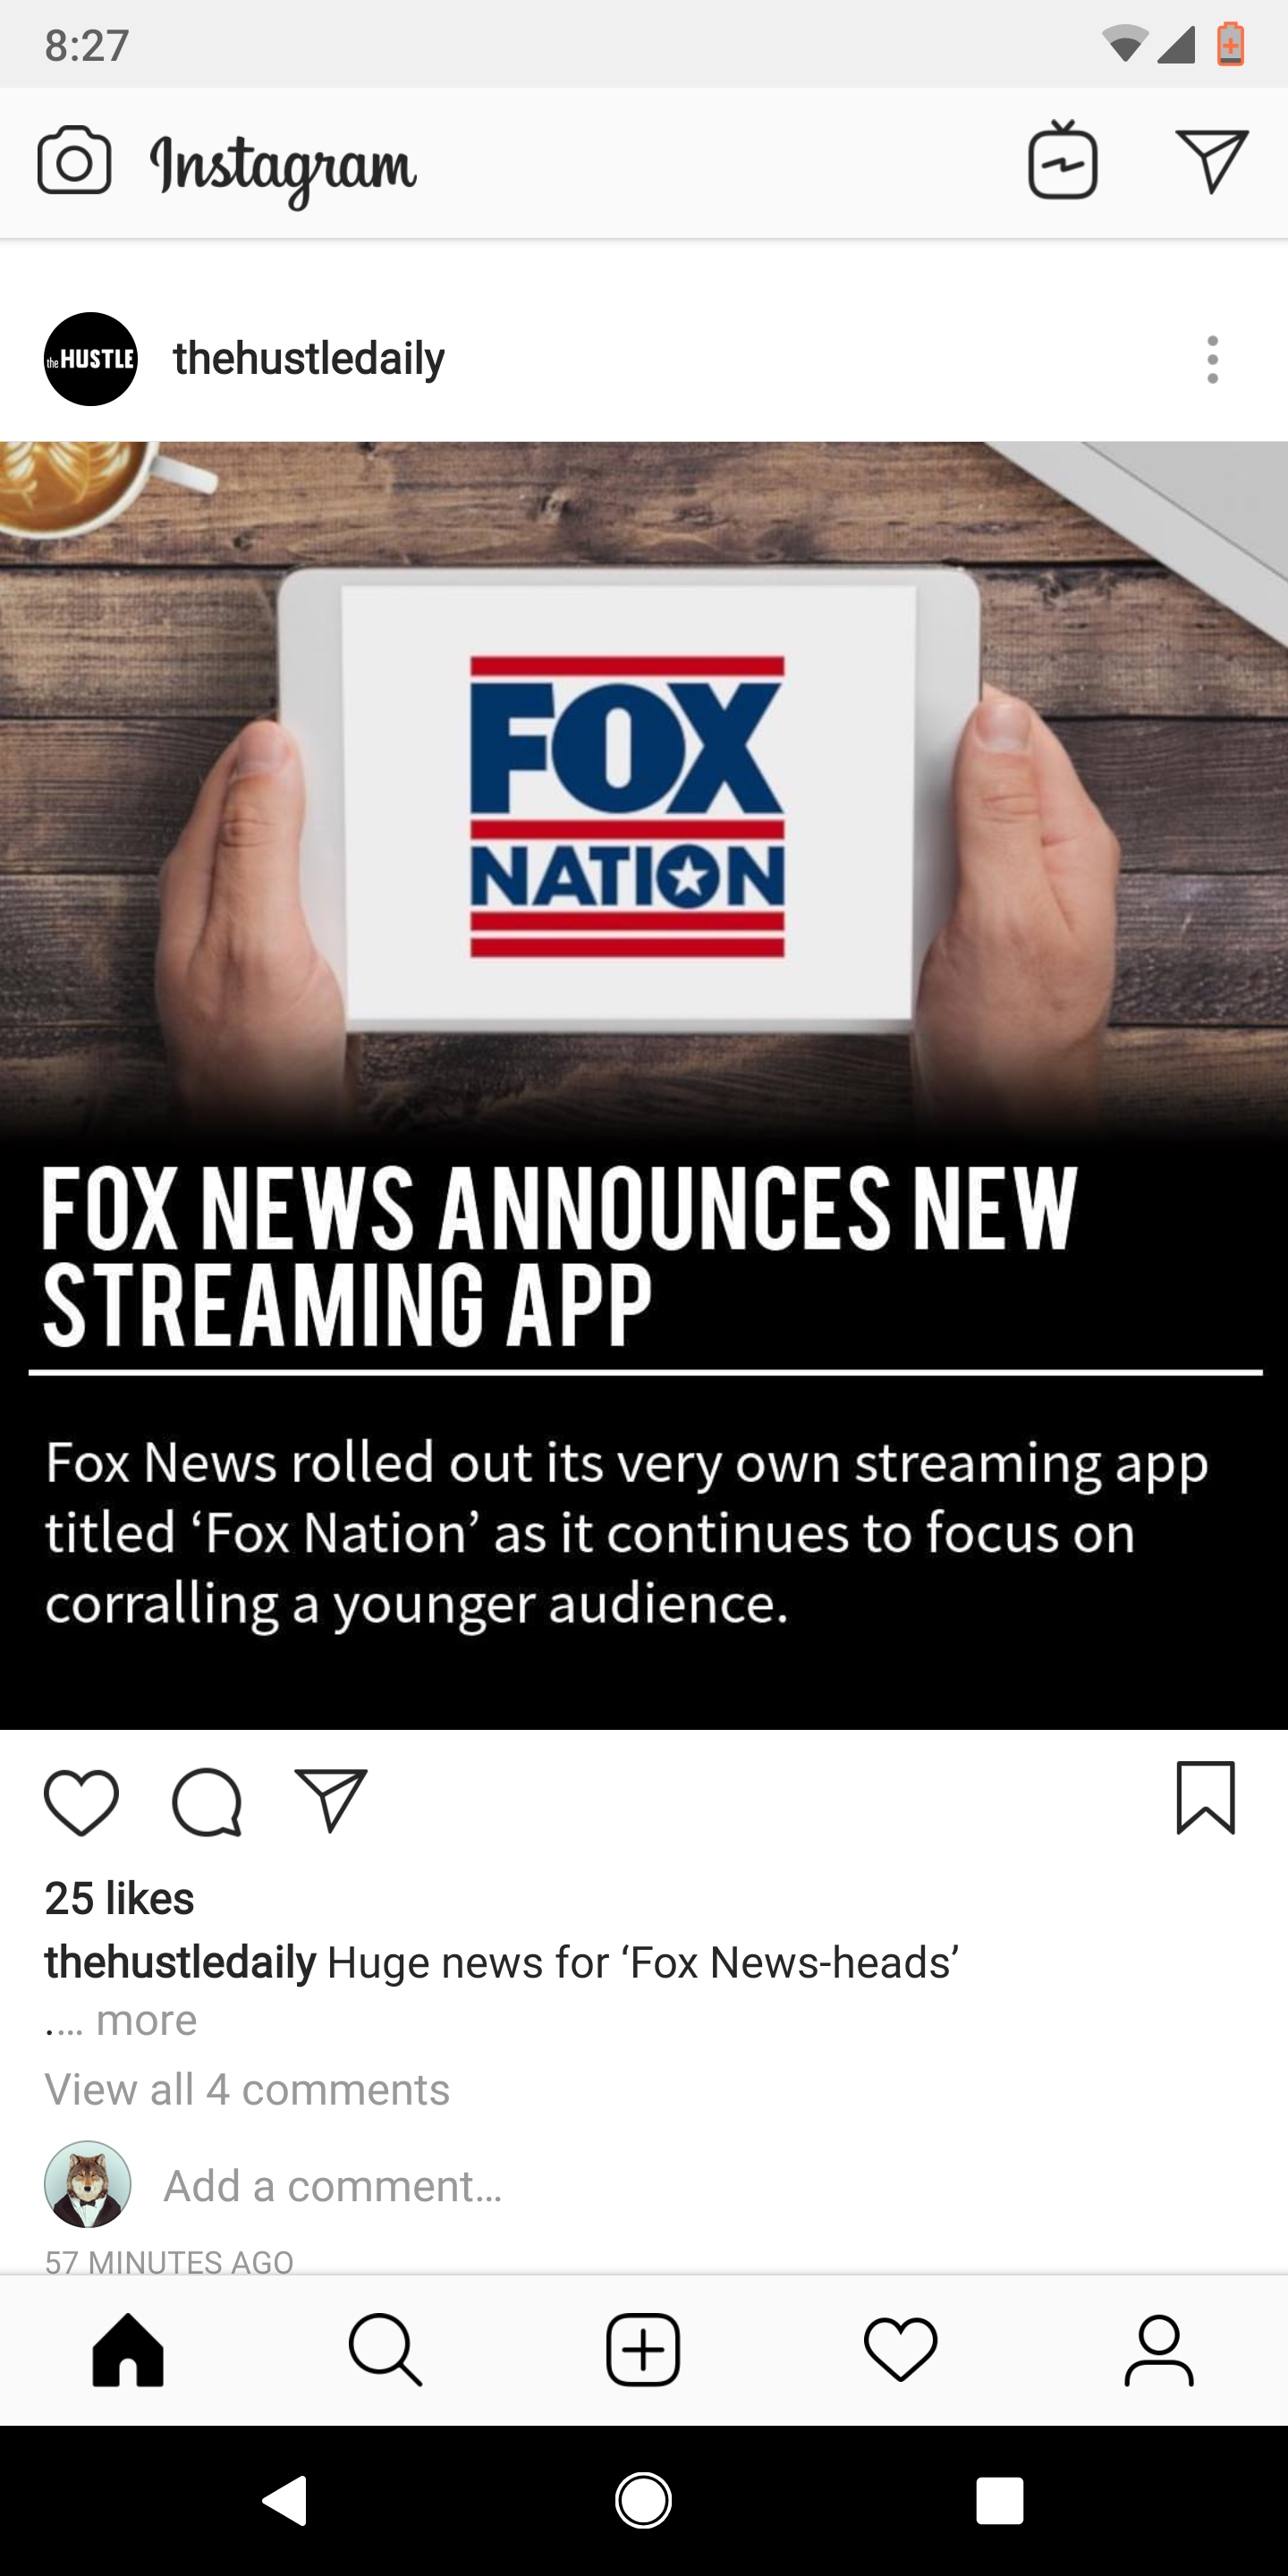 8:27
Instagram
the HUSTLE
thehustledaily
FOX
NATION
FOX NEWS ANNOUNCES NEW
STREAMING APP
Fox News rolled out its very own streaming app
titled ‘Fox Nation’ as it continues to focus on
corralling a younger audience.
25 likes
thehustledaily Huge news for ‘Fox News-heads’
.... more
View all 4 comments
Add a comment...
57 MINUTES AGO